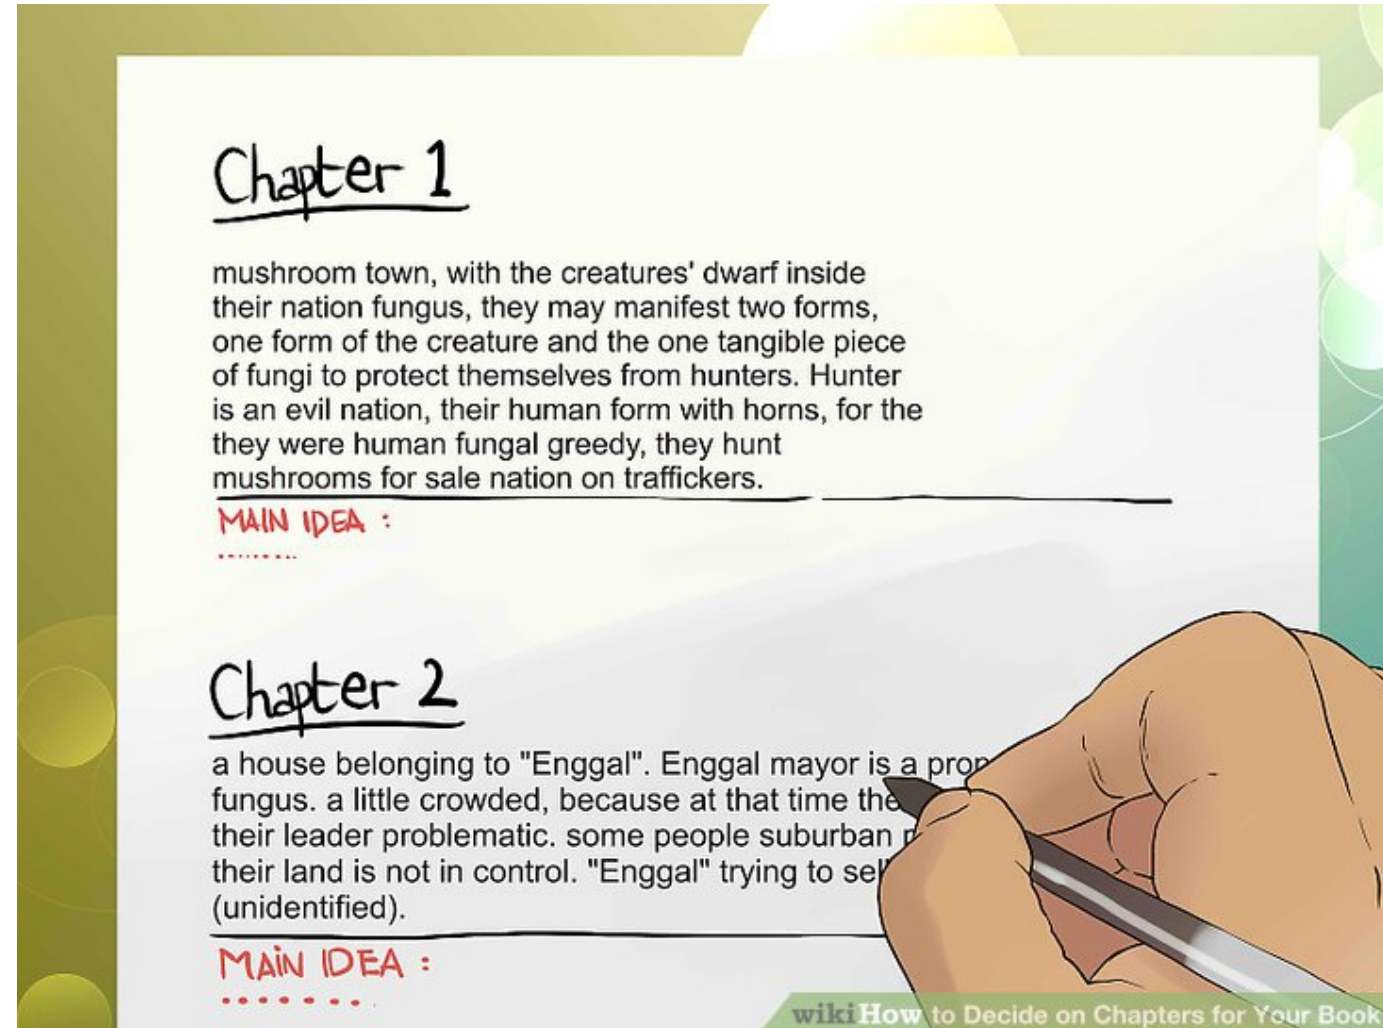 Chapter 1
mushroom town, with the creatures' dwarf inside
their nation fungus, they may manifest two forms,
one form of the creature and the one tangible piece
of fungi to protect themselves from hunters. Hunter
is an evil nation, their human form with horns, for the
they were human fungal greedy, they hunt
mushrooms for sale nation on traffickers.
MAIN IDEA :
Chapter 2
a house belonging to "Enggal". Enggal mayor is a
fungus. a little crowded, because at that time
their leader problematic. some people suburban
their land is not in control. "Enggal" trying to
(unidentified).
MAIN IDEA :
wikiHow to Decide on Chapters for Your Book